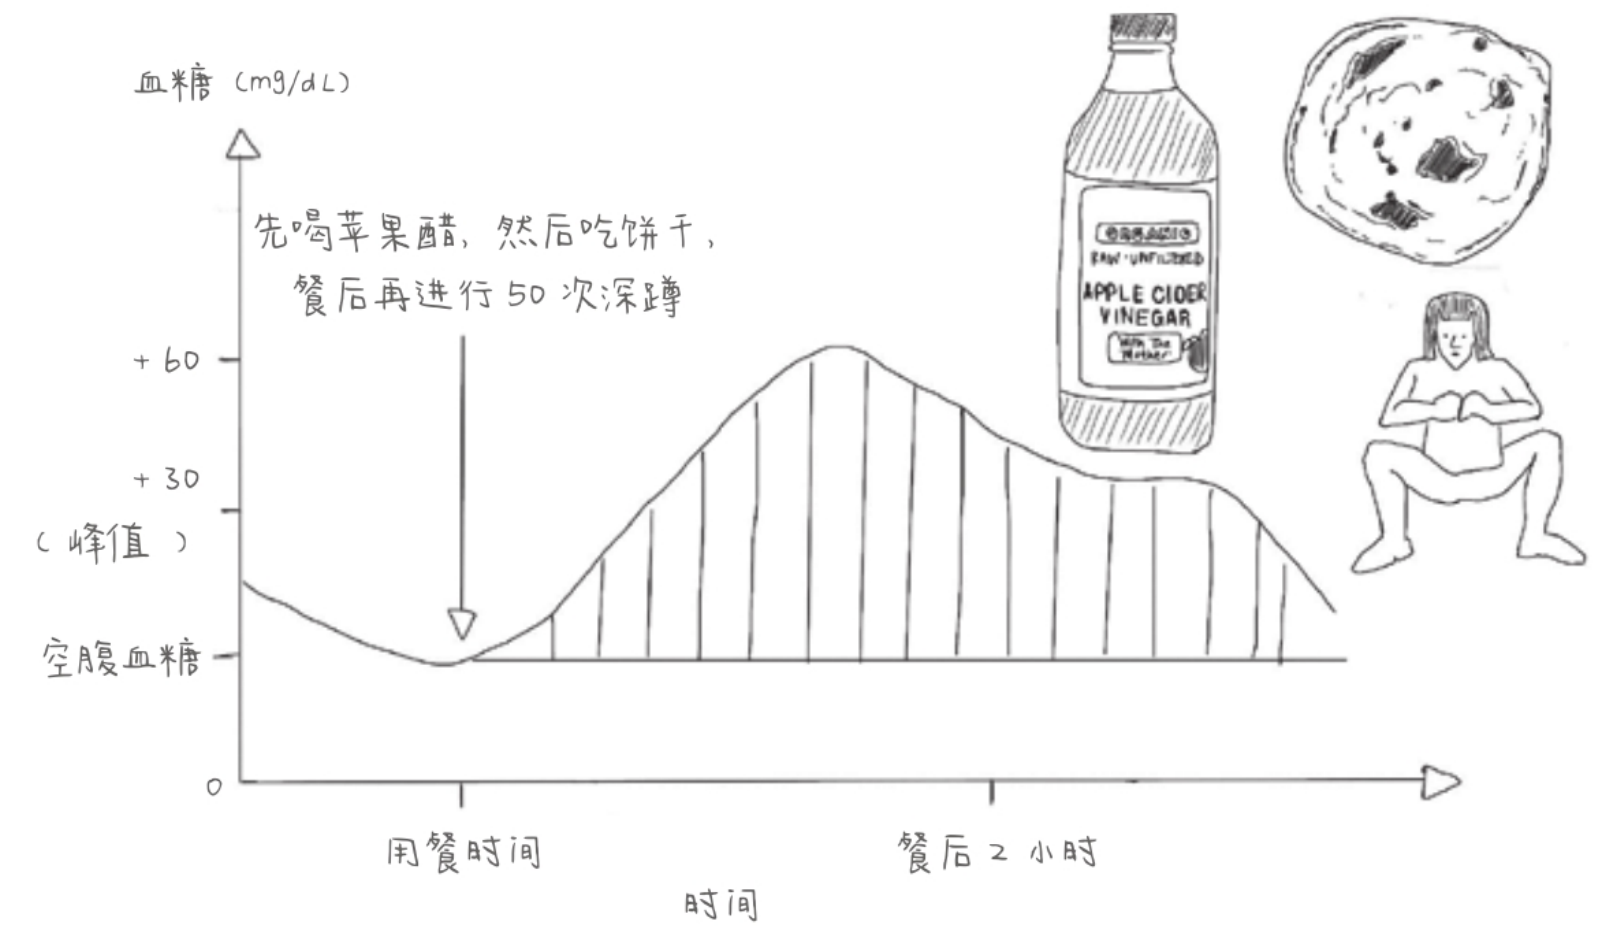 血糖 (mg/dL)
先喝苹果醋, 然后吃饼干,
餐后再进行 50 次深蹲
+ 60
+ 30
( 峰值 )
空腹血糖
0
用餐时间
餐后 2 小时
时间
ORGANIC
RAW·UNFILTERED
APPLE CIDER
VINEGAR
With The
Mother